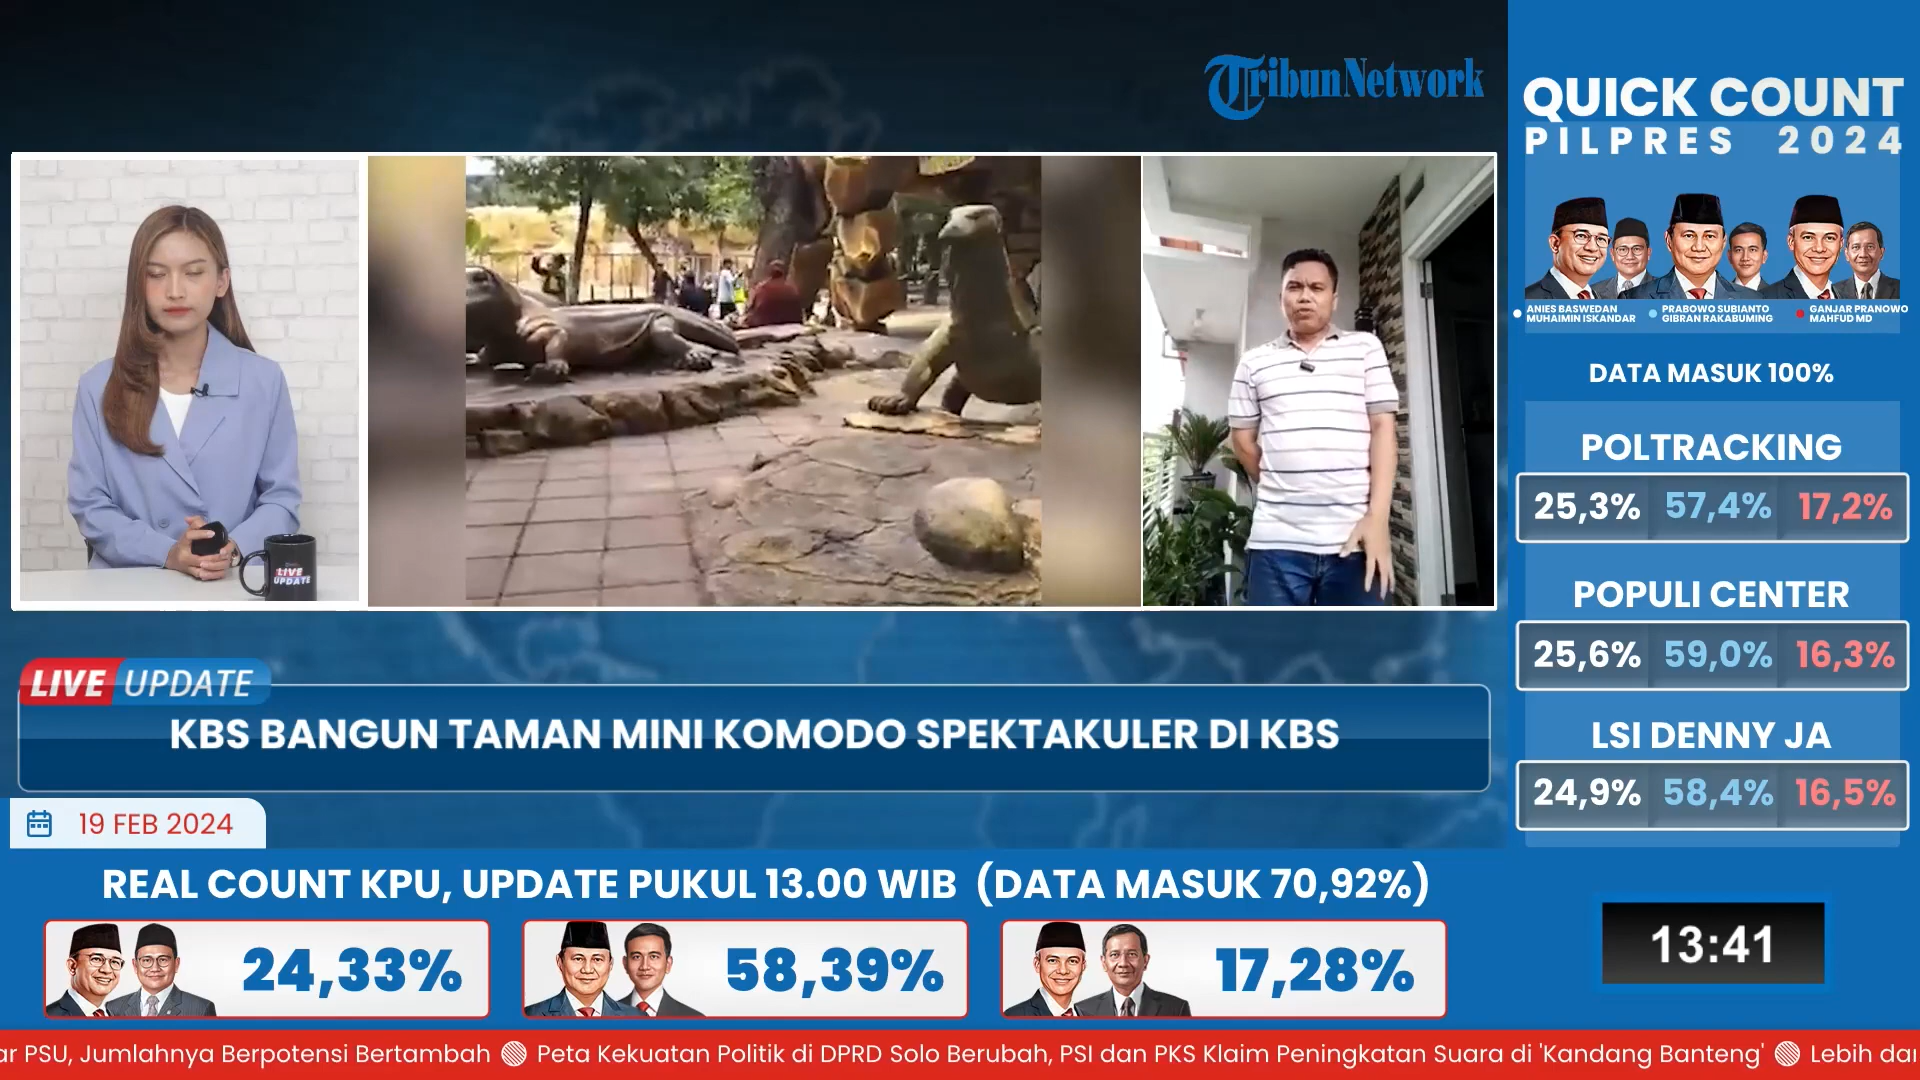 TribunNetwork
QUICK COUNT
PILPRES 2024
ANIES BASWEDAN
MUHAIMIN ISKANDAR
PRABOWO SUBIANTO
GIBRAN RAKABUMING
GANJAR PRANOWO
MAHFUD MD
DATA MASUK 100%
POLTRACKING
25,3% 57,4% 17,2%
POPULI CENTER
25,6% 59,0% 16,3%
LSI DENNY JA
24,9% 58,4% 16,5%
LIVE
UPDATE
LIVE UPDATE
KBS BANGUN TAMAN MINI KOMODO SPEKTAKULER DI KBS
19 FEB 2024
REAL COUNT KPU, UPDATE PUKUL 13.00 WIB (DATA MASUK 70,92%)
24,33% 58,39% 17,28%
13:41
ar PSU, Jumlahnya Berpotensi Bertambah Peta Kekuatan Politik di DPRD Solo Berubah, PSI dan PKS Klaim Peningkatan Suara di 'Kandang Banteng' Lebih dar